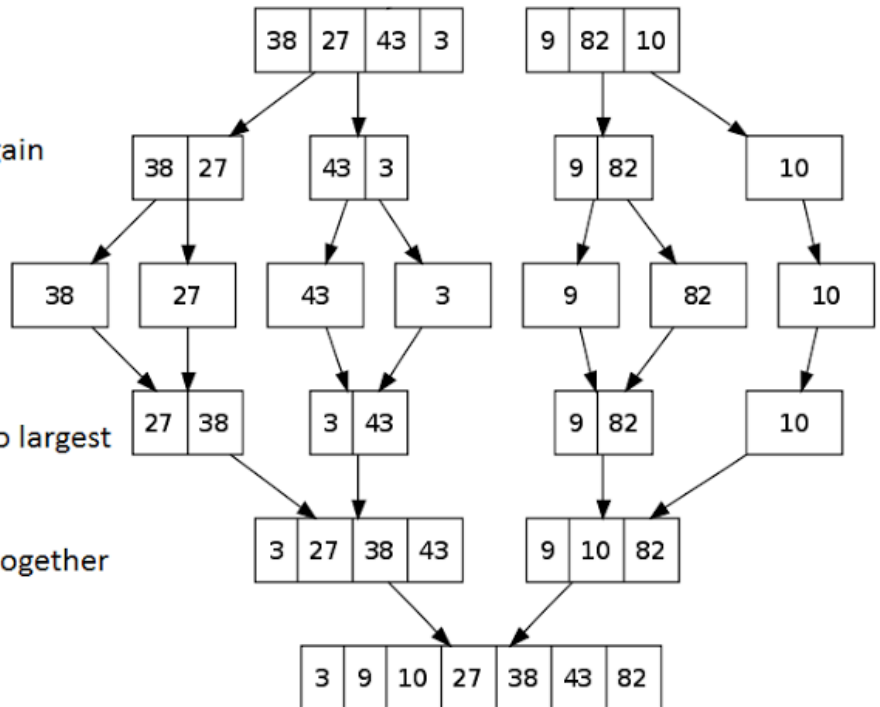 38 27 43 3 9 82 10
ain
38 27 43 3 9 82 10
38 27 43 3 9 82 10
o largest
27 38 3 43 9 82 10
ogether
3 27 38 43 9 10 82
3 9 10 27 38 43 82